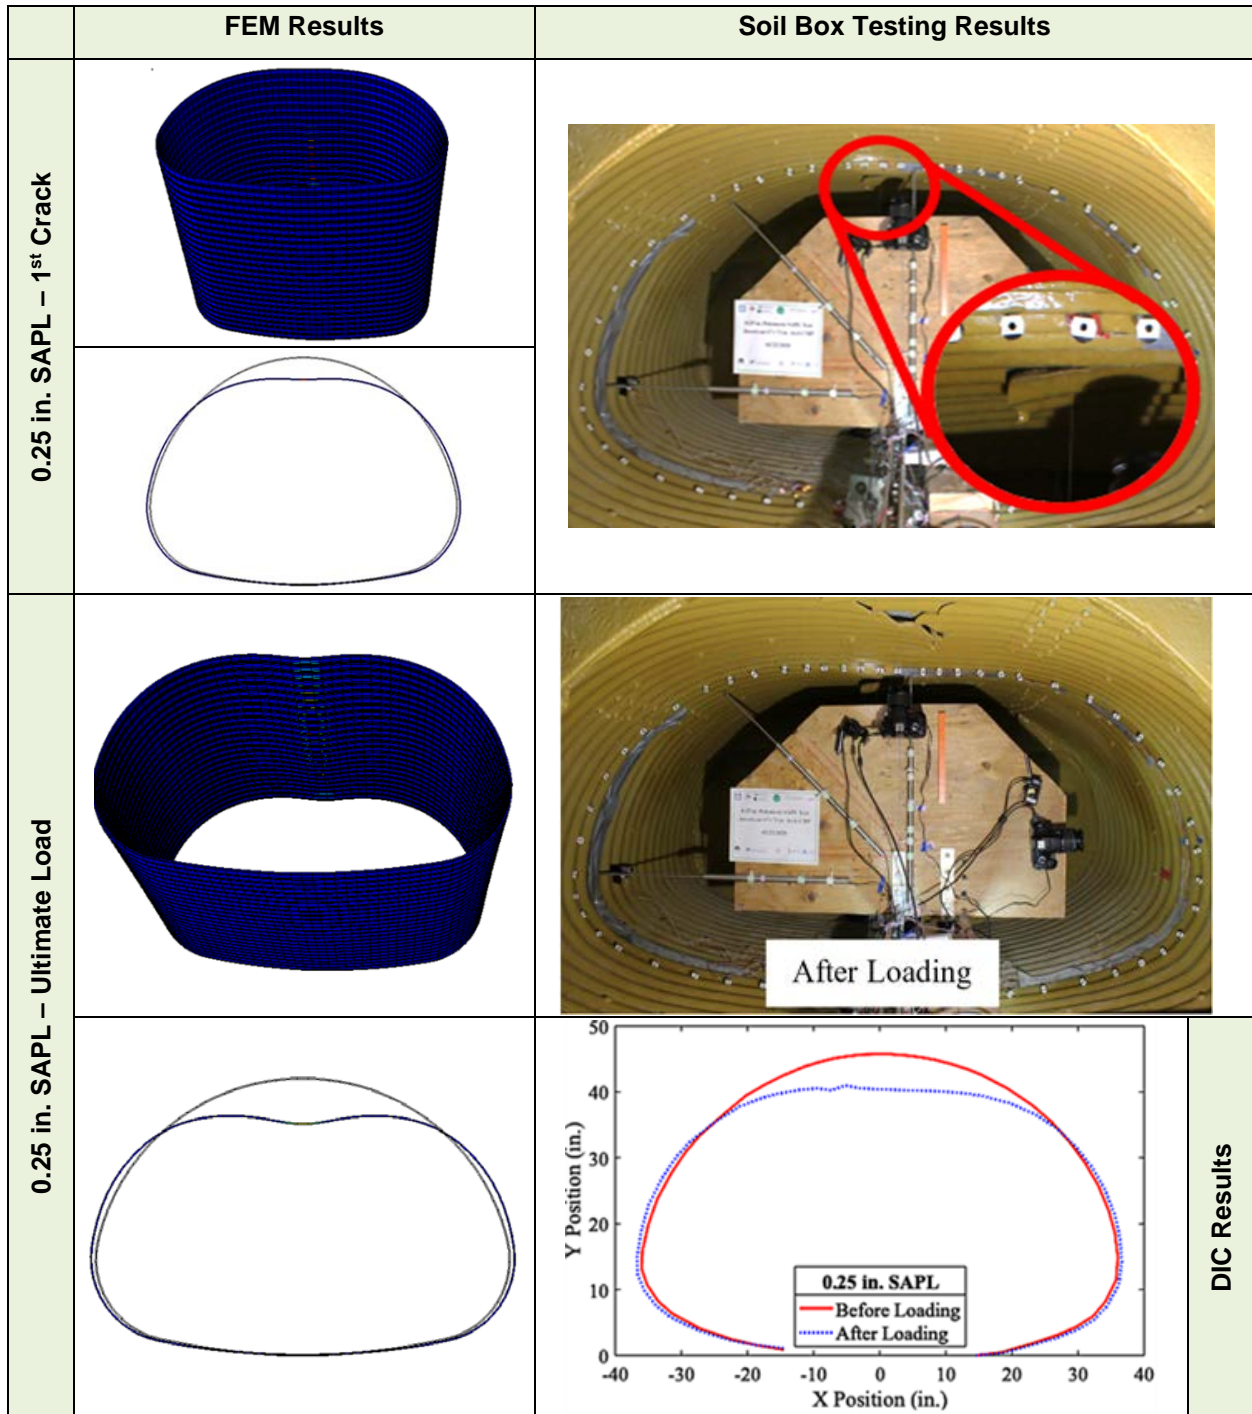 FEM Results
Soil Box Testing Results
0.25 in. SAPL – 1st Crack
0.25 in. SAPL – Ultimate Load
After Loading
50
40
30
20
10
0
Y Position (in.)
0.25 in. SAPL
Before Loading
After Loading
-40 -30 -20 -10 0 10 20 30 40
X Position (in.)
DIC Results